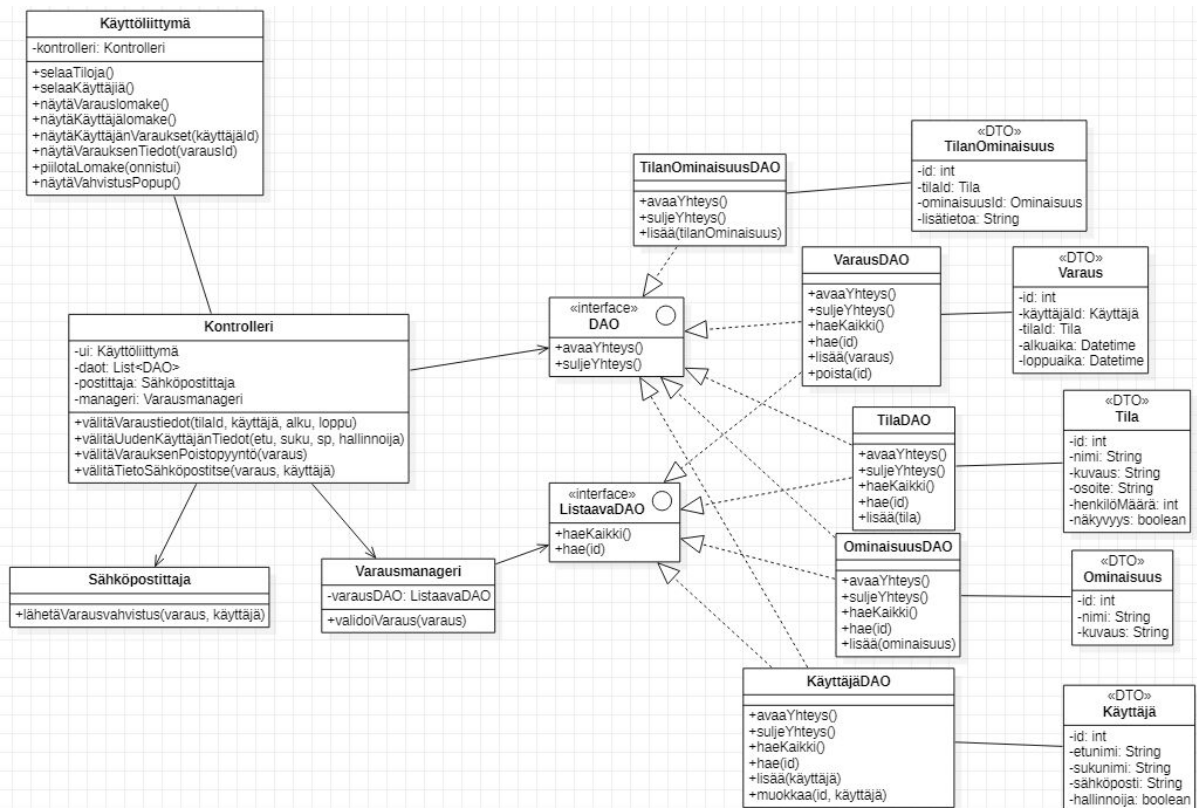 Käyttöliittymä
-kontrolleri: Kontrolleri
+selaaTiloja()
+selaaKäyttäjiä()
+näytäVarauslomake()
+näytäKäyttäjälomake()
+näytäKäyttäjänVaraukset(käyttäjäId)
+näytäVarauksenTiedot(varausId)
+piilotaLomake(onnistui)
+näytäVahvistusPopup()
Kontrolleri
-ui: Käyttöliittymä
-daot: List<DAO>
-postittaja: Sähköpostittaja
-manageri: Varausmanageri
+välitäVaraustiedot(tilaId, käyttäjä, alku, loppu)
+välitäUudenKäyttäjänTiedot(etu, suku, sp, hallinnoija)
+välitäVarauksenPoistopyyntö(varaus)
+välitäTietoSähköpostitse(varaus, käyttäjä)
Sähköpostittaja
+lähetäVarausvahvistus(varaus, käyttäjä)
Varausmanageri
-varausDAO: ListaavaDAO
+validoiVaraus(varaus)
«interface»
DAO
+avaaYhteys()
+suljeYhteys()
«interface»
ListaavaDAO
+haeKaikki()
+hae(id)
TilanOminaisuusDAO
+avaaYhteys()
+suljeYhteys()
+lisää(tilanOminaisuus)
«DTO»
TilanOminaisuus
-id: int
-tilaId: Tila
-ominaisuusId: Ominaisuus
-lisätietoa: String
VarausDAO
+avaaYhteys()
+suljeYhteys()
+haeKaikki()
+hae(id)
+lisää(varaus)
+poista(id)
«DTO»
Varaus
-id: int
-käyttäjäId: Käyttäjä
-tilaId: Tila
-alkuaika: Datetime
-loppuaika: Datetime
TilaDAO
+avaaYhteys()
+suljeYhteys()
+haeKaikki()
+hae(id)
+lisää(tila)
«DTO»
Tila
-id: int
-nimi: String
-kuvaus: String
-osoite: String
-henkilöMäärä: int
-näkyvyys: boolean
OminaisuusDAO
+avaaYhteys()
+suljeYhteys()
+haeKaikki()
+hae(id)
+lisää(ominaisuus)
«DTO»
Ominaisuus
-id: int
-nimi: String
-kuvaus: String
KäyttäjäDAO
+avaaYhteys()
+suljeYhteys()
+haeKaikki()
+hae(id)
+lisää(käyttäjä)
+muokkaa(id, käyttäjä)
«DTO»
Käyttäjä
-id: int
-etunimi: String
-sukunimi: String
-sähköposti: String
-hallinnoija: boolean